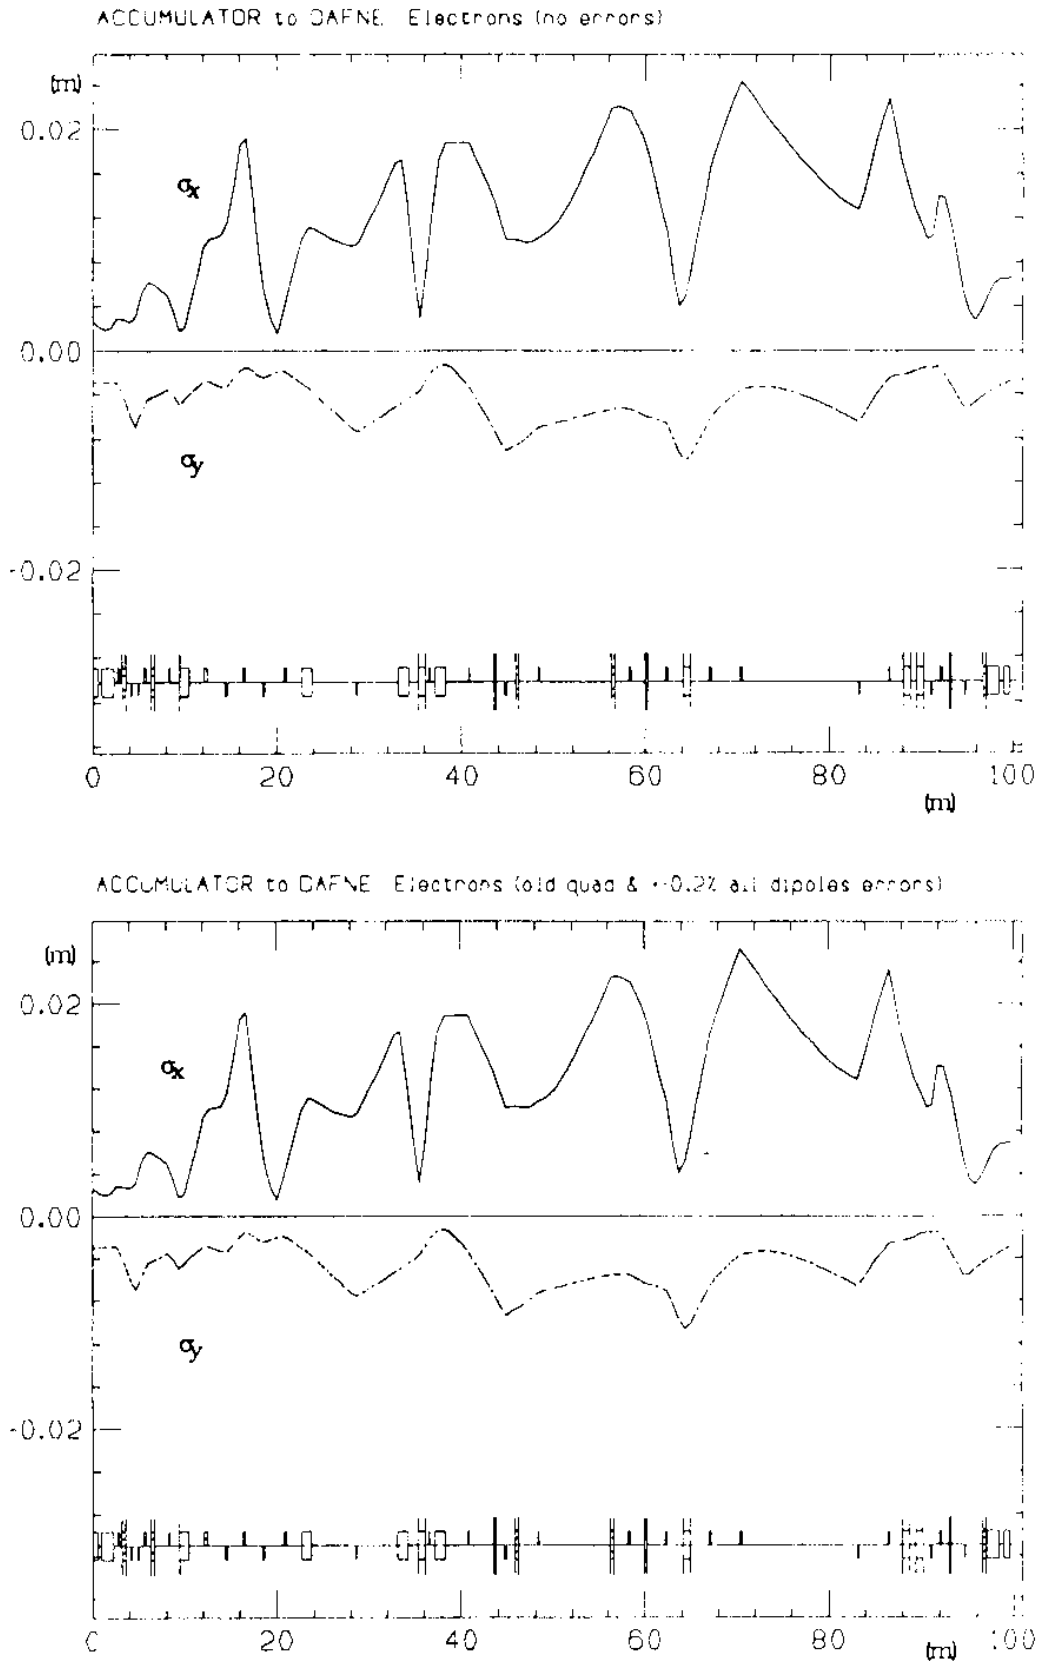 ACCUMULATOR to DAFNE Electrons (no errors)
(m)
0.02
σx
0.00
σy
-0.02
0 20 40 60 80 100
(m)
ACCUMULATOR to DAFNE Electrons (old quad & +-0.2% all dipoles errors)
(m)
0.02
σx
0.00
σy
-0.02
0 20 40 60 80 100
(m)